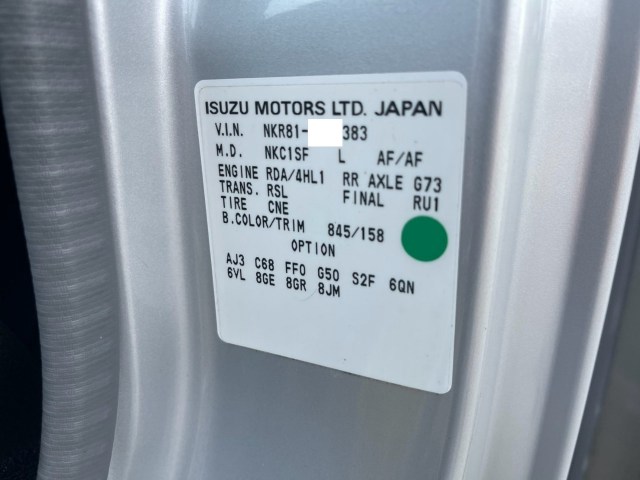 ISUZU MOTORS LTD. JAPAN
V.I.N. NKR81- 383
M.D. NKC1SF L AF/AF
ENGINE RDA/4HL1 RR AXLE G73
TRANS. RSL FINAL RU1
TIRE CNE
B.COLOR/TRIM 845/158
OPTION
AJ3 C68 FF0 G50 S2F 6QN
6VL 8GE 8GR 8JM